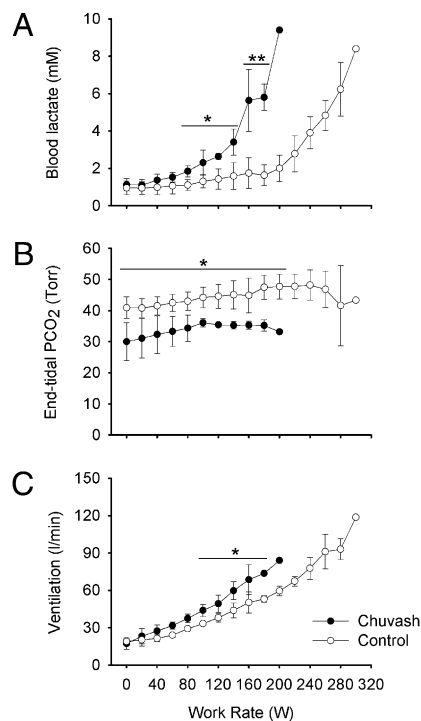 A
Blood lactate (mM)
10
8
6
4
2
0
*
**
B
End-tidal PCO2 (Torr)
60
50
40
30
20
10
0
*
C
Ventilation (l/min)
150
120
90
60
30
0
*
Chuvash
Control
0 40 80 120 160 200 240 280 320
Work Rate (W)